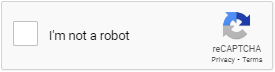 I'm not a robot
reCAPTCHA
Privacy • Terms